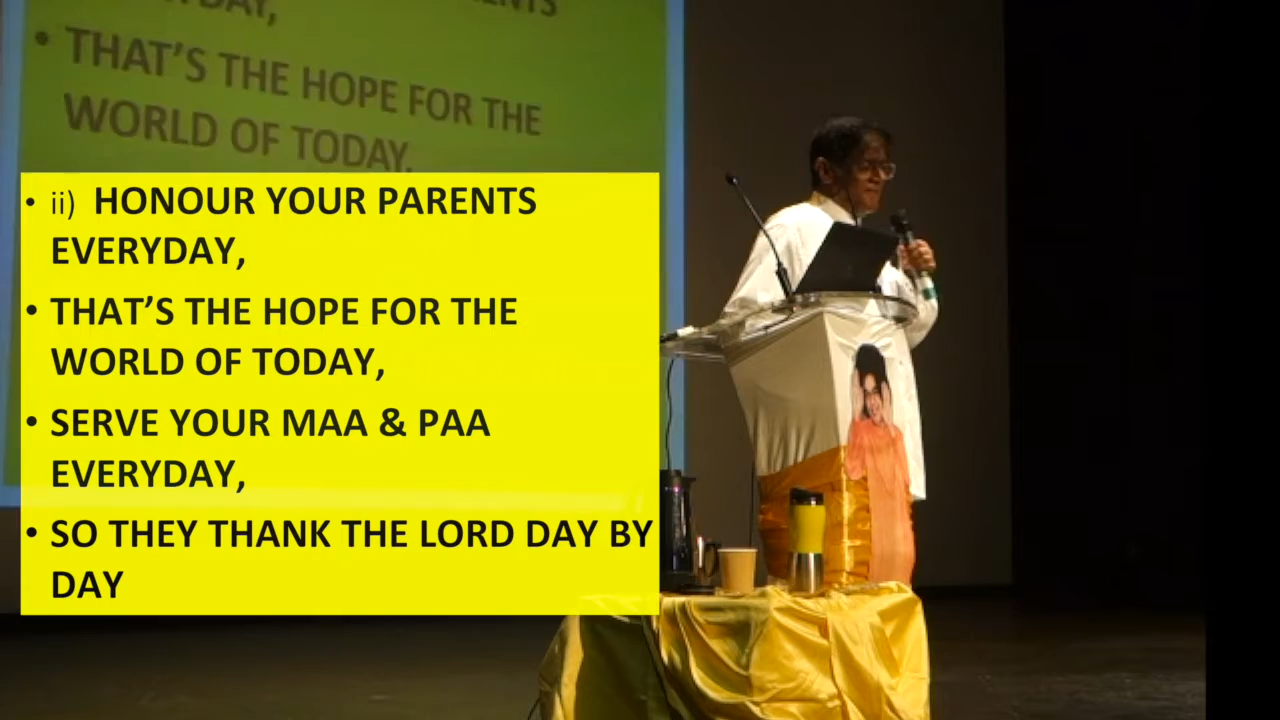 DAY,
• THAT'S THE HOPE FOR THE
WORLD OF TODAY,
• ii) HONOUR YOUR PARENTS
EVERYDAY,
• THAT'S THE HOPE FOR THE
WORLD OF TODAY,
• SERVE YOUR MAA & PAA
EVERYDAY,
• SO THEY THANK THE LORD DAY BY
DAY